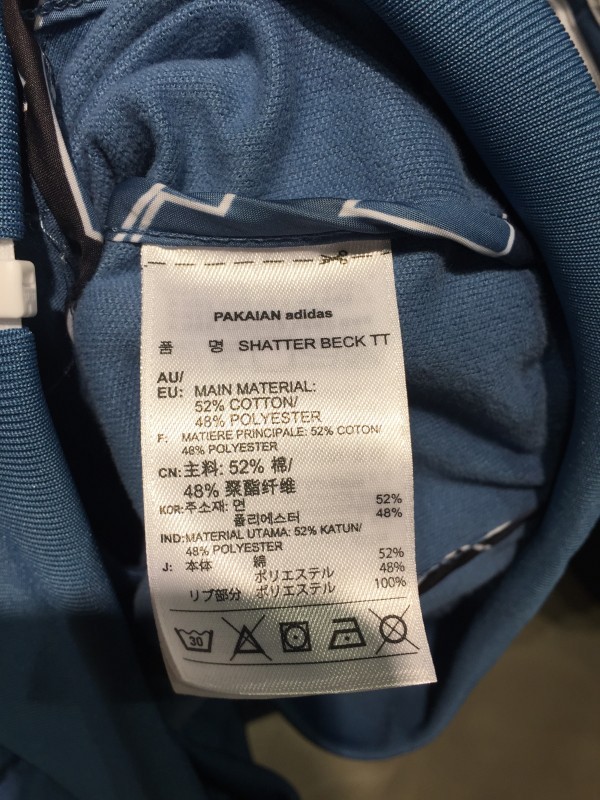 PAKAIAN adidas
품 명 SHATTER BECK TT
AU/
EU: MAIN MATERIAL:
52% COTTON/
48% POLYESTER
F: MATIERE PRINCIPALE: 52% COTON/
48% POLYESTER
CN: 主料: 52% 棉/
48% 聚酯纤维
KOR: 주소재: 면 52%
폴리에스터 48%
IND: MATERIAL UTAMA: 52% KATUN/
48% POLYESTER
J: 本体 綿 52%
ポリエステル 48%
リブ部分 ポリエステル 100%
30